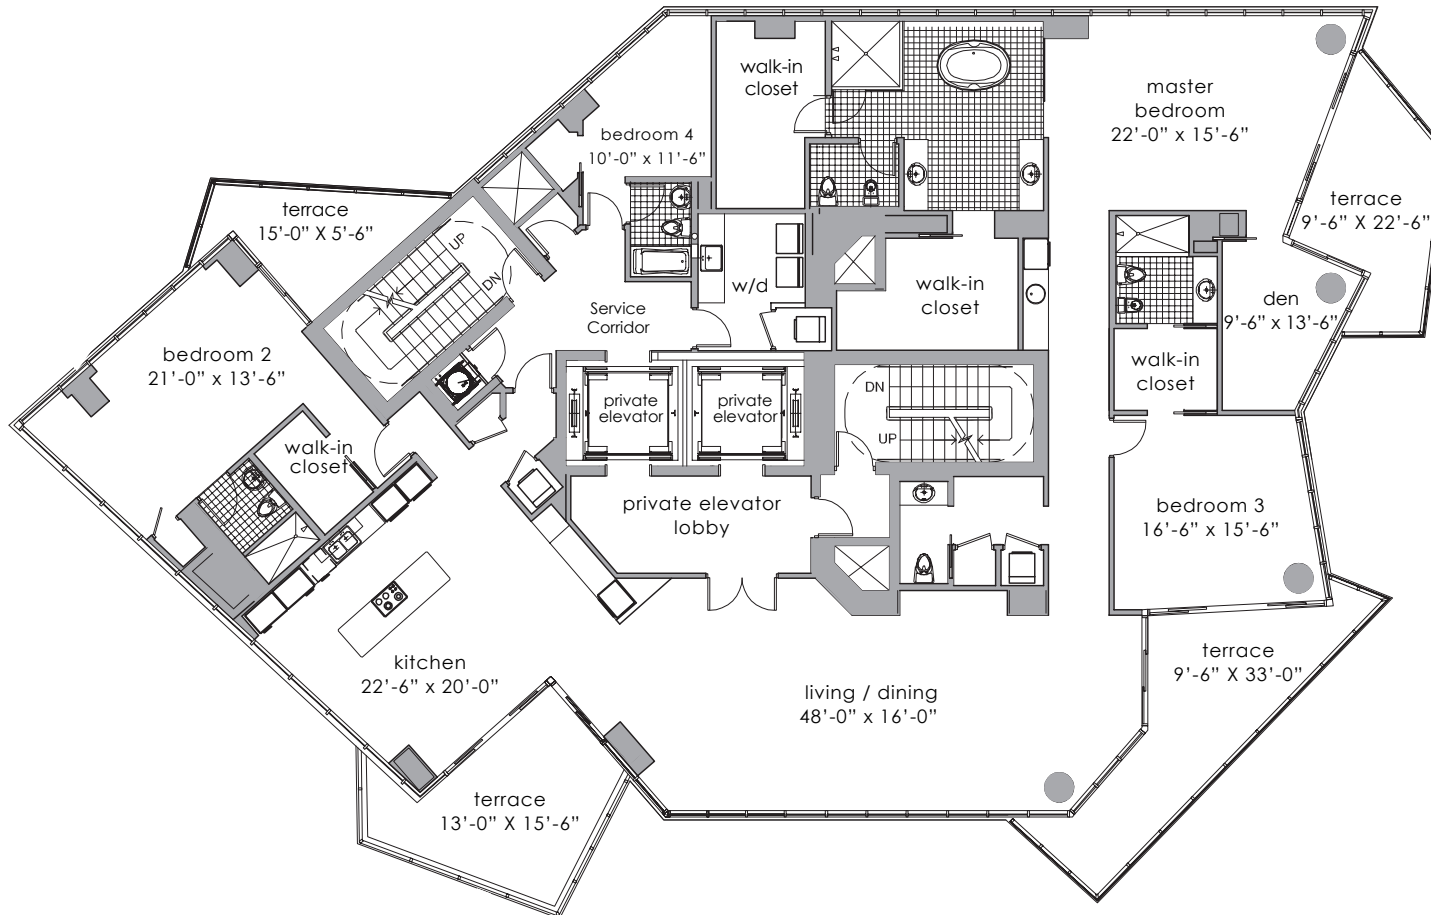 walk-in
closet
master
bedroom
22'-0” x 15'-6”
bedroom 4
10'-0” x 11'-6”
terrace
15'-0” X 5'-6”
terrace
9'-6” X 22'-6”
UP
DN
w/d
walk-in
closet
den
9'-6” x 13'-6”
Service
Corridor
bedroom 2
21'-0” x 13'-6”
walk-in
closet
private
elevator
private
elevator
DN
UP
walk-in
closet
private elevator
lobby
bedroom 3
16'-6” x 15'-6”
kitchen
22'-6” x 20'-0”
living / dining
48'-0” x 16'-0”
terrace
9'-6” X 33'-0”
terrace
13'-0” X 15'-6”